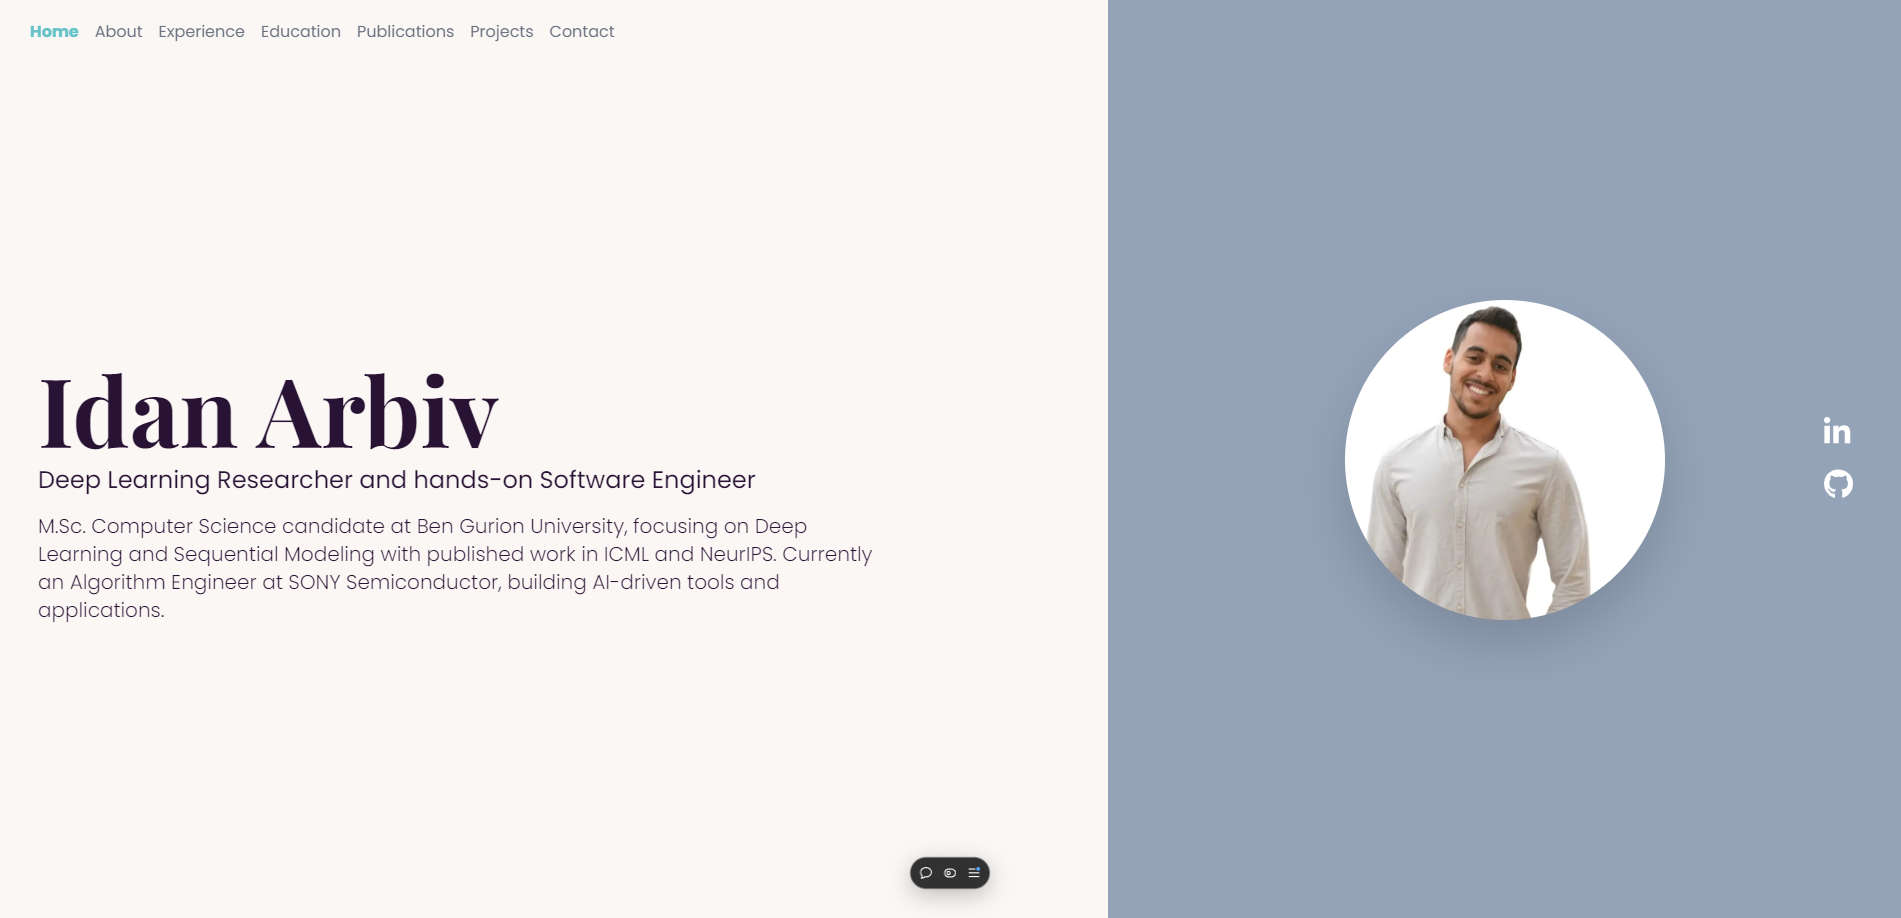 Home About Experience Education Publications Projects Contact
Idan Arbiv
Deep Learning Researcher and hands-on Software Engineer
M.Sc. Computer Science candidate at Ben Gurion University, focusing on Deep
Learning and Sequential Modeling with published work in ICML and NeurIPS. Currently
an Algorithm Engineer at SONY Semiconductor, building AI-driven tools and
applications.
in